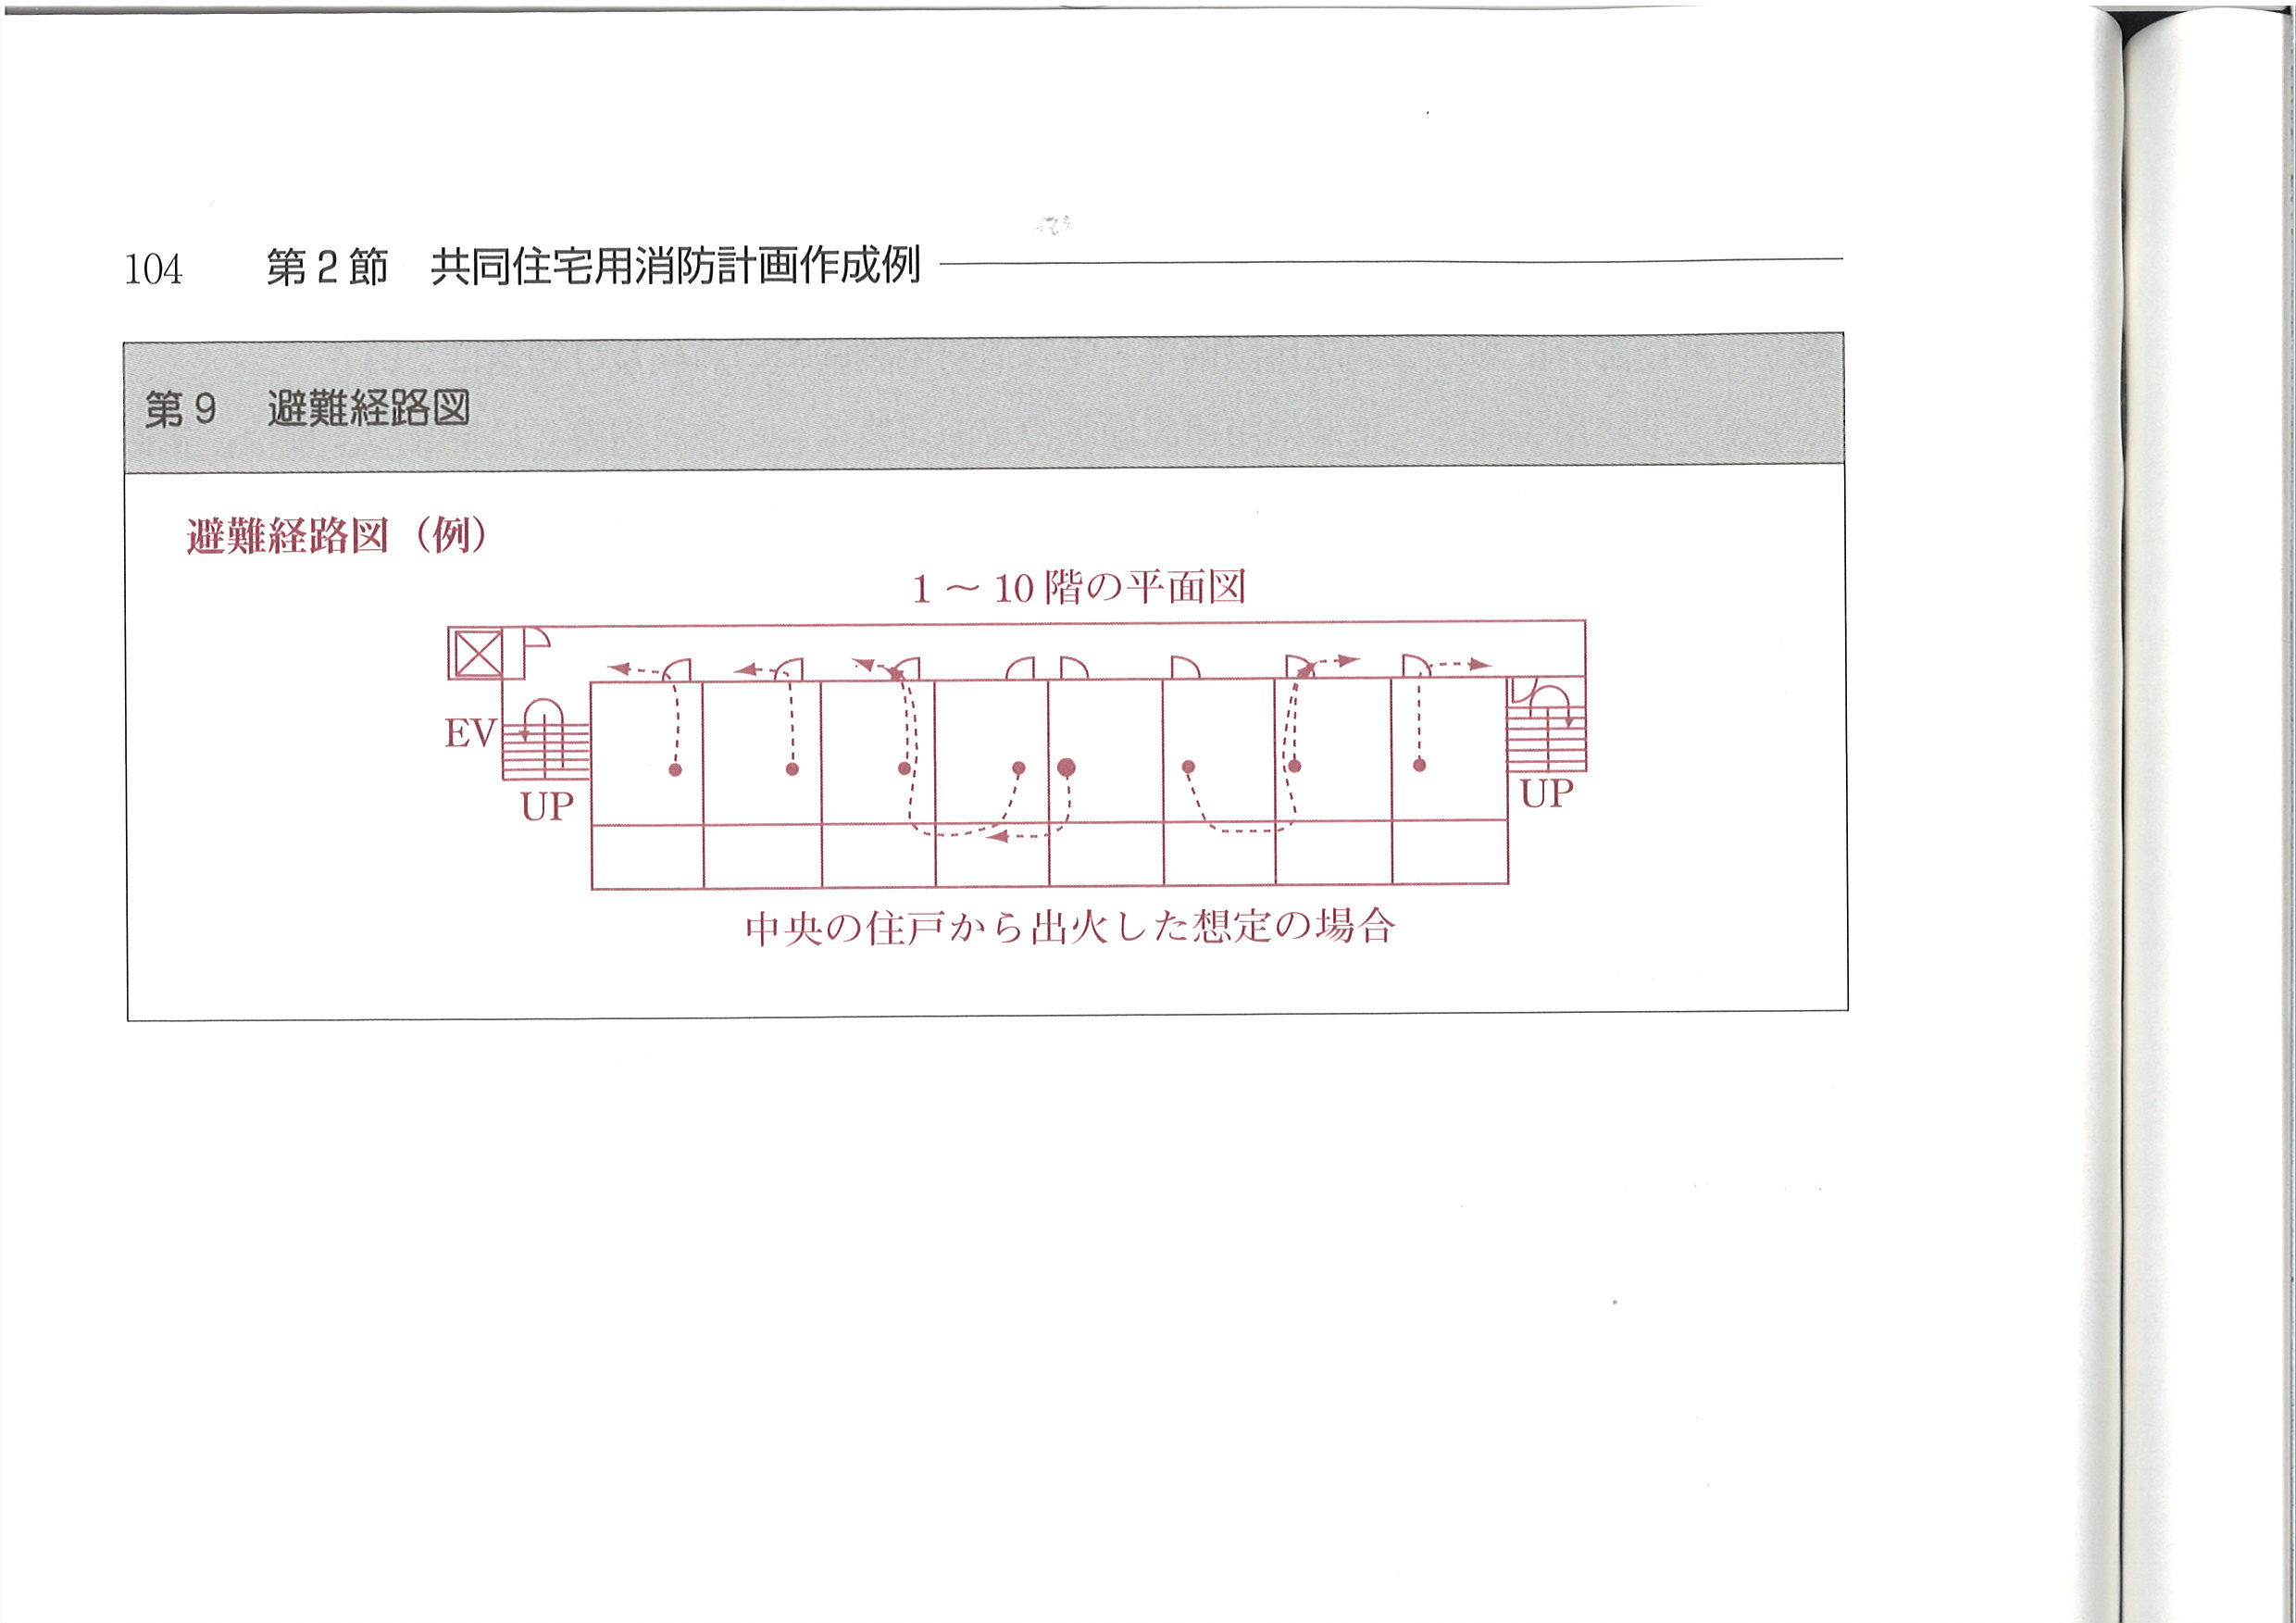 104 第2節 共同住宅用消防計画作成例
第9 避難経路図
避難経路図（例）
1 〜 10 階の平面図
EV
UP
UP
中央の住戸から出火した想定の場合